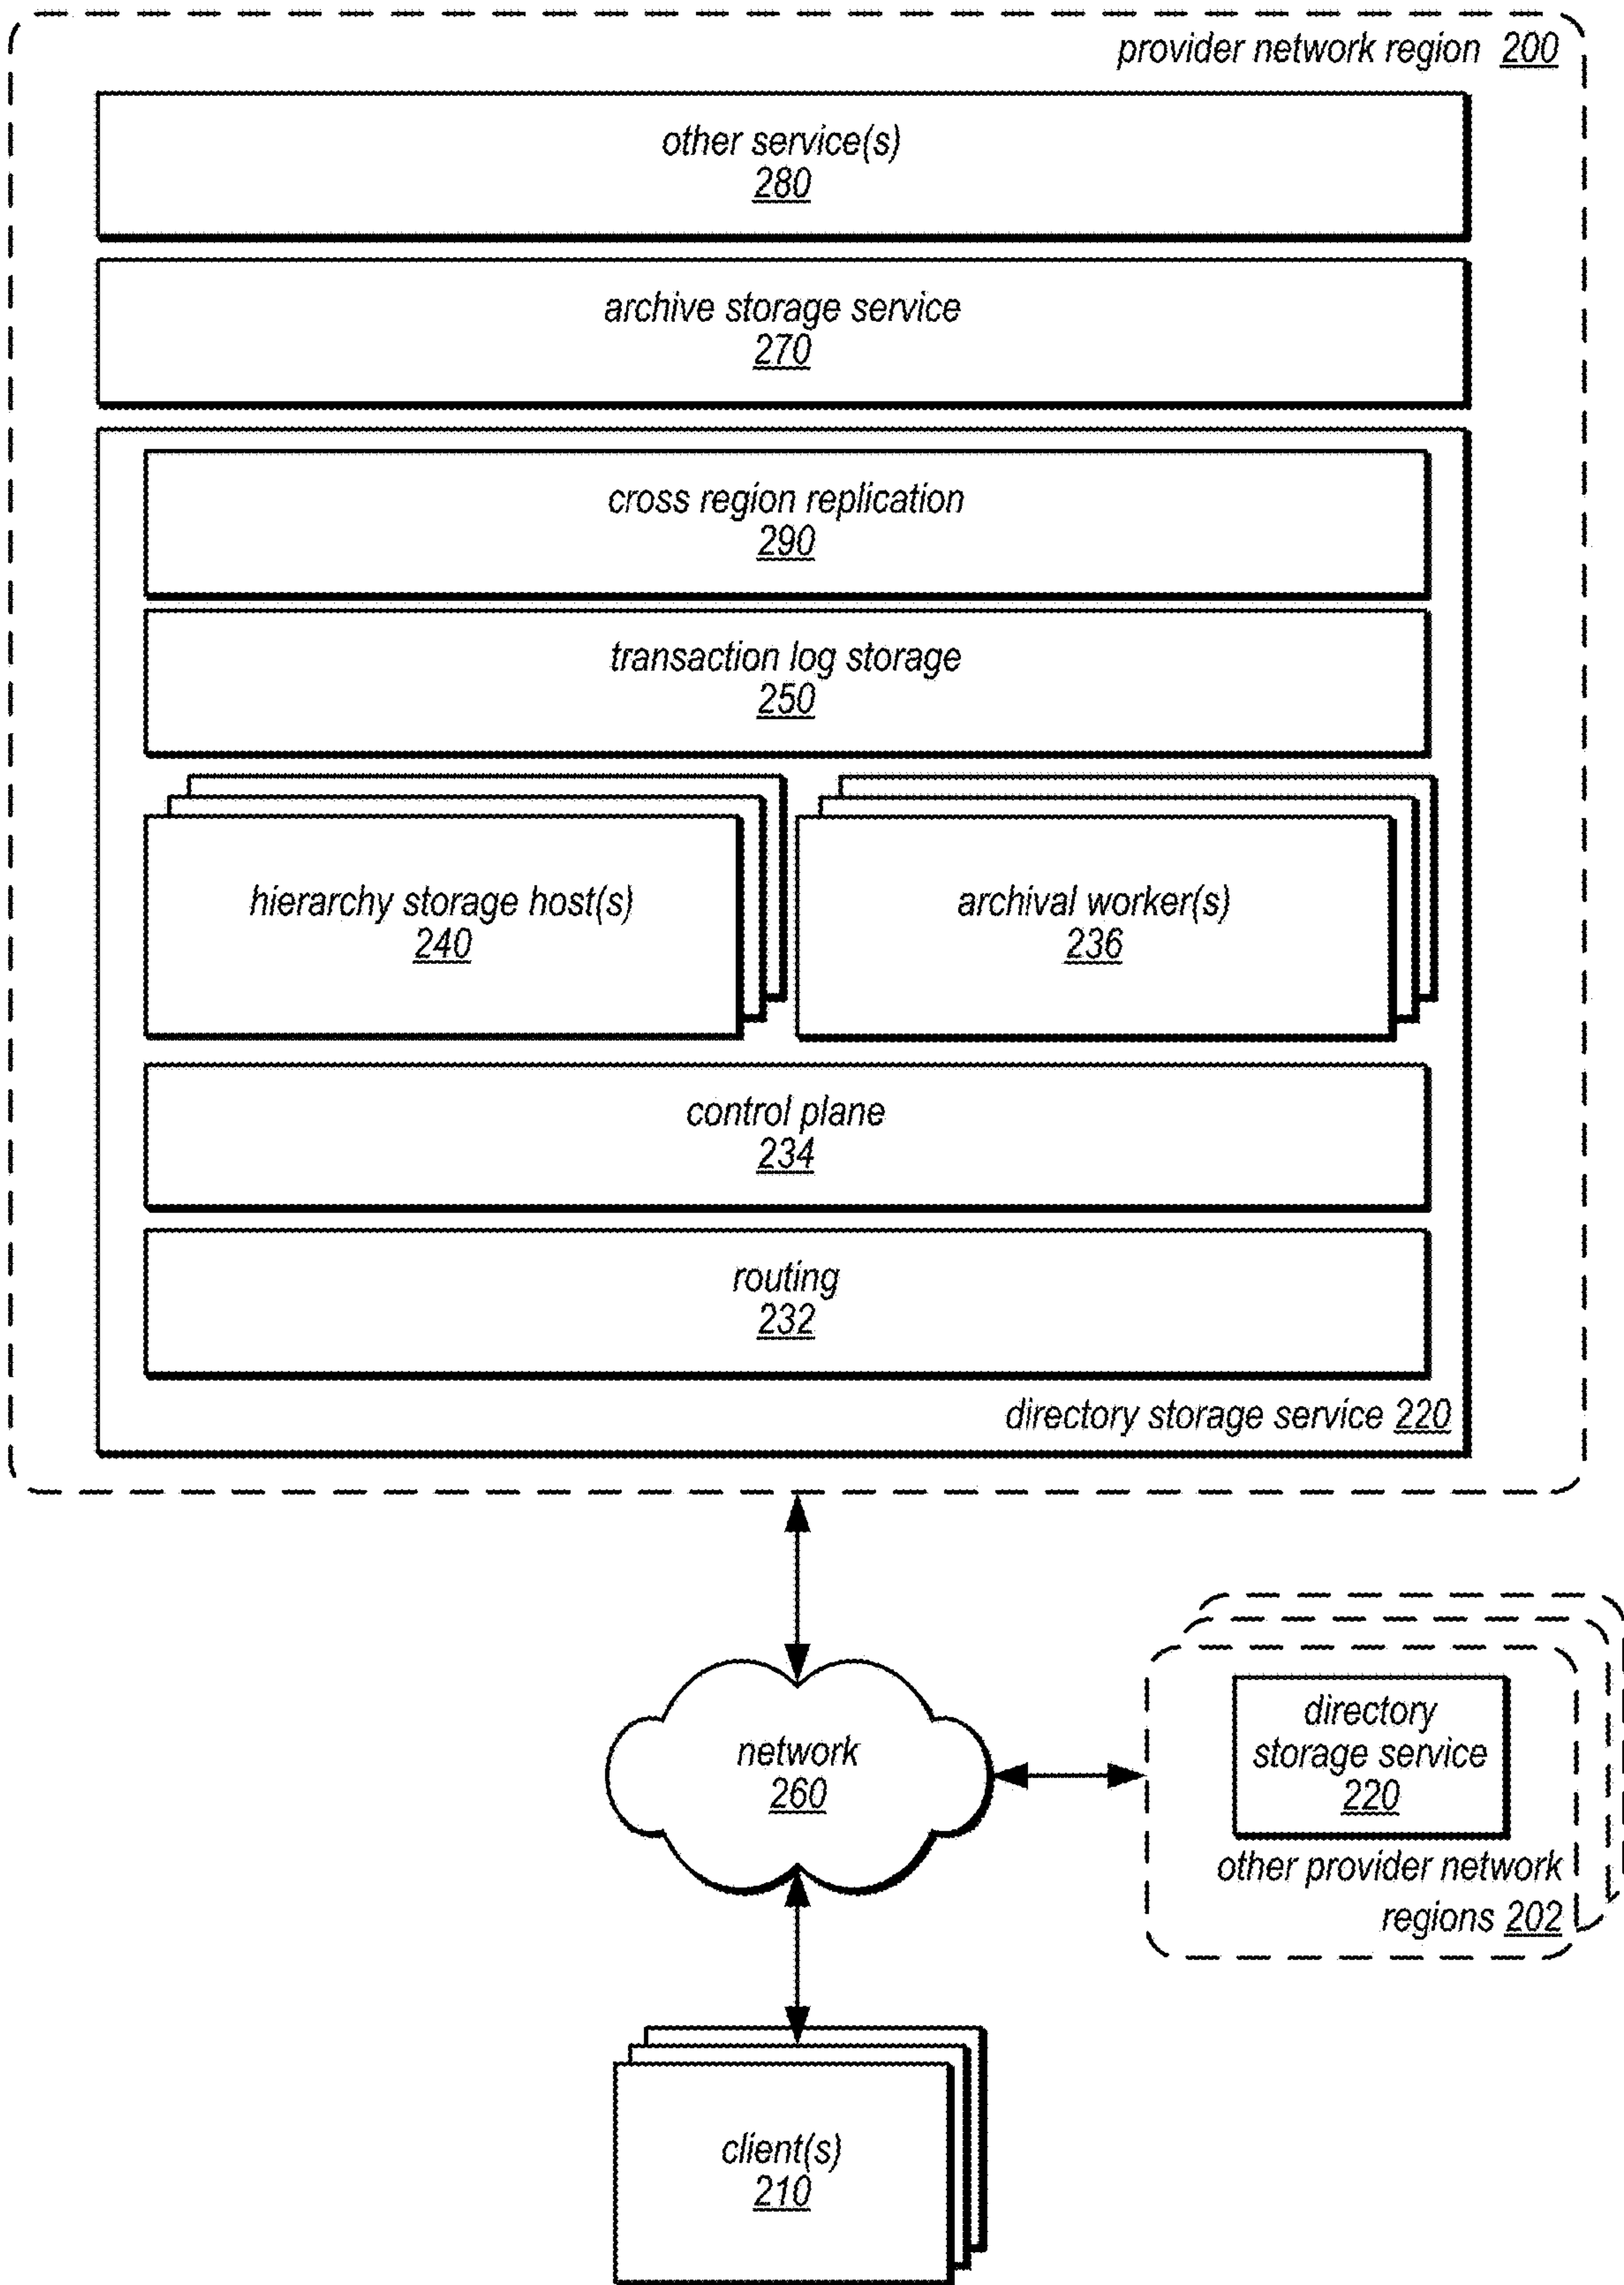 provider network region 200
other service(s)
280
archive storage service
270
cross region replication
290
transaction log storage
250
hierarchy storage host(s)
240
archival worker(s)
236
control plane
234
routing
232
directory storage service 220
network
260
directory
storage service
220
other provider network
regions 202
client(s)
210